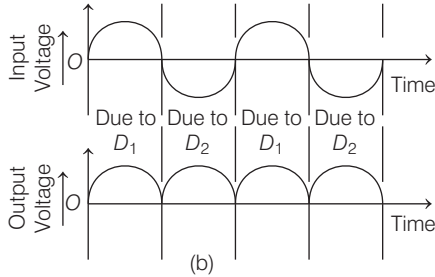 Input
Voltage
O
Time
Due to
D1
Due to
D2
Due to
D1
Due to
D2
Output
Voltage
O
Time
(b)